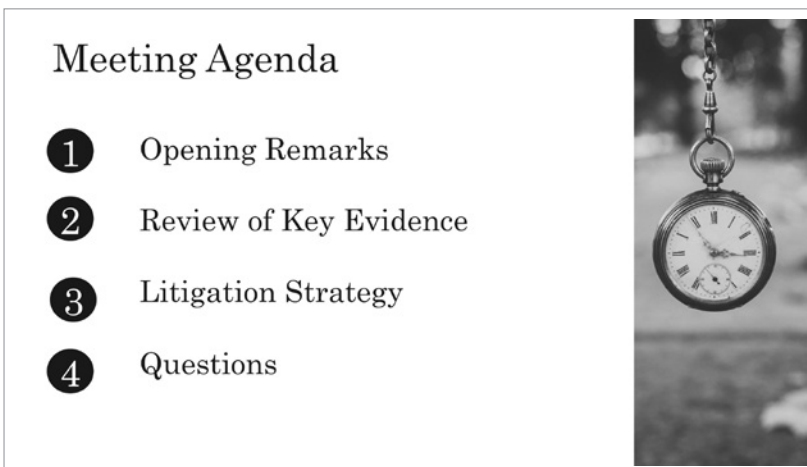 Meeting Agenda
1 Opening Remarks
2 Review of Key Evidence
3 Litigation Strategy
4 Questions